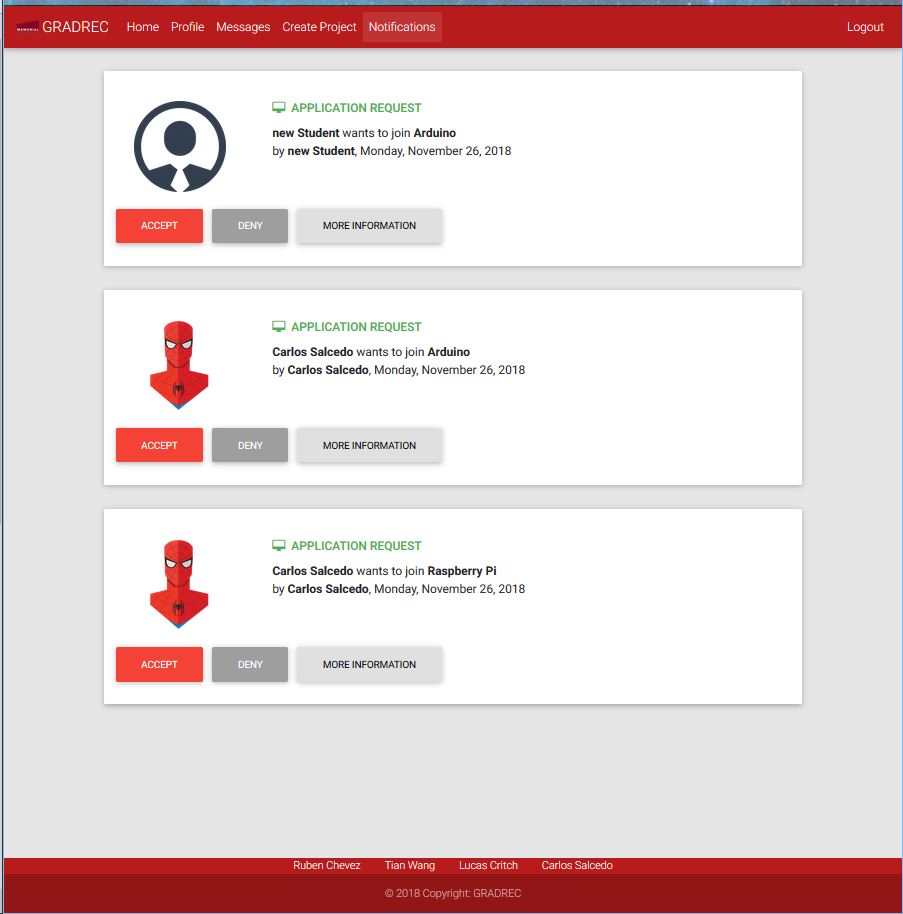 MEMORIAL GRADREC Home Profile Messages Create Project Notifications Logout
APPLICATION REQUEST
new Student wants to join Arduino
by new Student, Monday, November 26, 2018
ACCEPT DENY MORE INFORMATION
APPLICATION REQUEST
Carlos Salcedo wants to join Arduino
by Carlos Salcedo, Monday, November 26, 2018
ACCEPT DENY MORE INFORMATION
APPLICATION REQUEST
Carlos Salcedo wants to join Raspberry Pi
by Carlos Salcedo, Monday, November 26, 2018
ACCEPT DENY MORE INFORMATION
Ruben Chevez Tian Wang Lucas Critch Carlos Salcedo
© 2018 Copyright: GRADREC